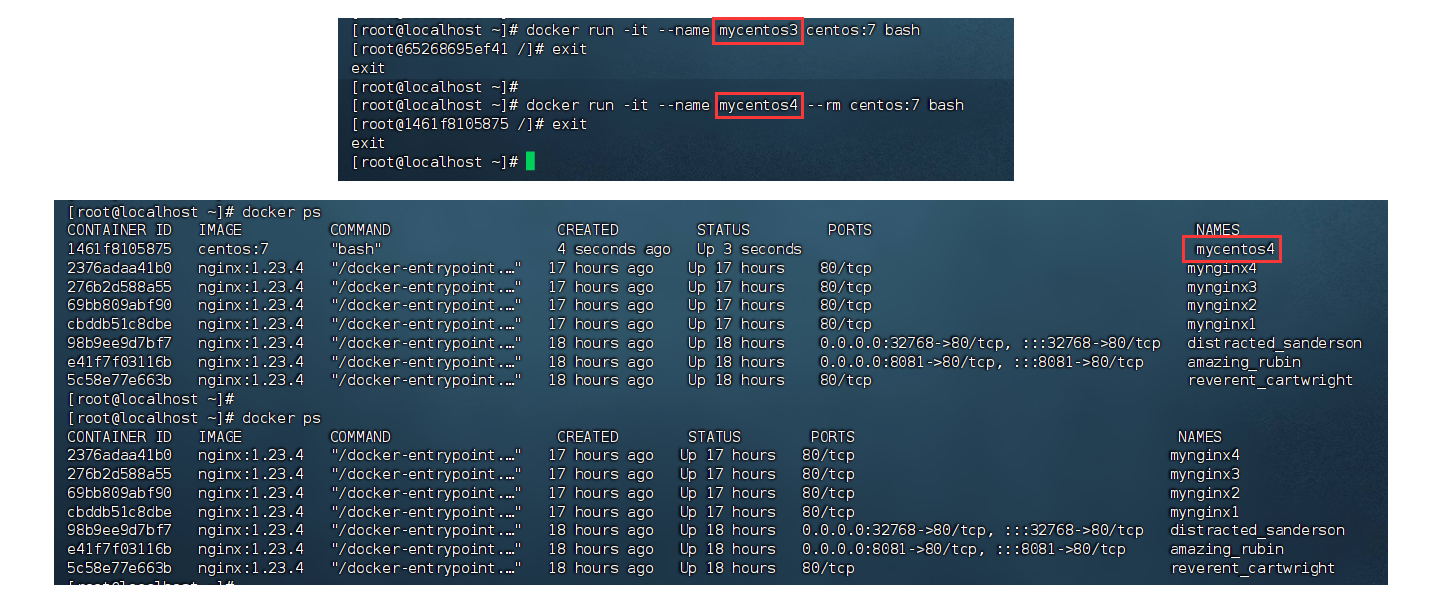 [root@localhost ~]# docker run -it --name mycentos3 centos:7 bash
[root@65268695ef41 /]# exit
exit
[root@localhost ~]#
[root@localhost ~]# docker run -it --name mycentos4 --rm centos:7 bash
[root@1461f8105875 /]# exit
exit
[root@localhost ~]#
[root@localhost ~]# docker ps
CONTAINER ID IMAGE COMMAND CREATED STATUS PORTS NAMES
1461f8105875 centos:7 "bash" 4 seconds ago Up 3 seconds mycentos4
2376adaa41b0 nginx:1.23.4 "/docker-entrypoint.…" 17 hours ago Up 17 hours 80/tcp mynginx4
276b2d588a55 nginx:1.23.4 "/docker-entrypoint.…" 17 hours ago Up 17 hours 80/tcp mynginx3
69bb809abf90 nginx:1.23.4 "/docker-entrypoint.…" 17 hours ago Up 17 hours 80/tcp mynginx2
cbddb51c8dbe nginx:1.23.4 "/docker-entrypoint.…" 17 hours ago Up 17 hours 80/tcp mynginx1
98b9ee9d7bf7 nginx:1.23.4 "/docker-entrypoint.…" 18 hours ago Up 18 hours 0.0.0.0:32768->80/tcp, :::32768->80/tcp distracted_sanderson
e41f7f03116b nginx:1.23.4 "/docker-entrypoint.…" 18 hours ago Up 18 hours 0.0.0.0:8081->80/tcp, :::8081->80/tcp amazing_rubin
5c58e77e663b nginx:1.23.4 "/docker-entrypoint.…" 18 hours ago Up 18 hours 80/tcp reverent_cartwright
[root@localhost ~]#
[root@localhost ~]# docker ps
CONTAINER ID IMAGE COMMAND CREATED STATUS PORTS NAMES
2376adaa41b0 nginx:1.23.4 "/docker-entrypoint.…" 17 hours ago Up 17 hours 80/tcp mynginx4
276b2d588a55 nginx:1.23.4 "/docker-entrypoint.…" 17 hours ago Up 17 hours 80/tcp mynginx3
69bb809abf90 nginx:1.23.4 "/docker-entrypoint.…" 17 hours ago Up 17 hours 80/tcp mynginx2
cbddb51c8dbe nginx:1.23.4 "/docker-entrypoint.…" 17 hours ago Up 17 hours 80/tcp mynginx1
98b9ee9d7bf7 nginx:1.23.4 "/docker-entrypoint.…" 18 hours ago Up 18 hours 0.0.0.0:32768->80/tcp, :::32768->80/tcp distracted_sanderson
e41f7f03116b nginx:1.23.4 "/docker-entrypoint.…" 18 hours ago Up 18 hours 0.0.0.0:8081->80/tcp, :::8081->80/tcp amazing_rubin
5c58e77e663b nginx:1.23.4 "/docker-entrypoint.…" 18 hours ago Up 18 hours 80/tcp reverent_cartwright